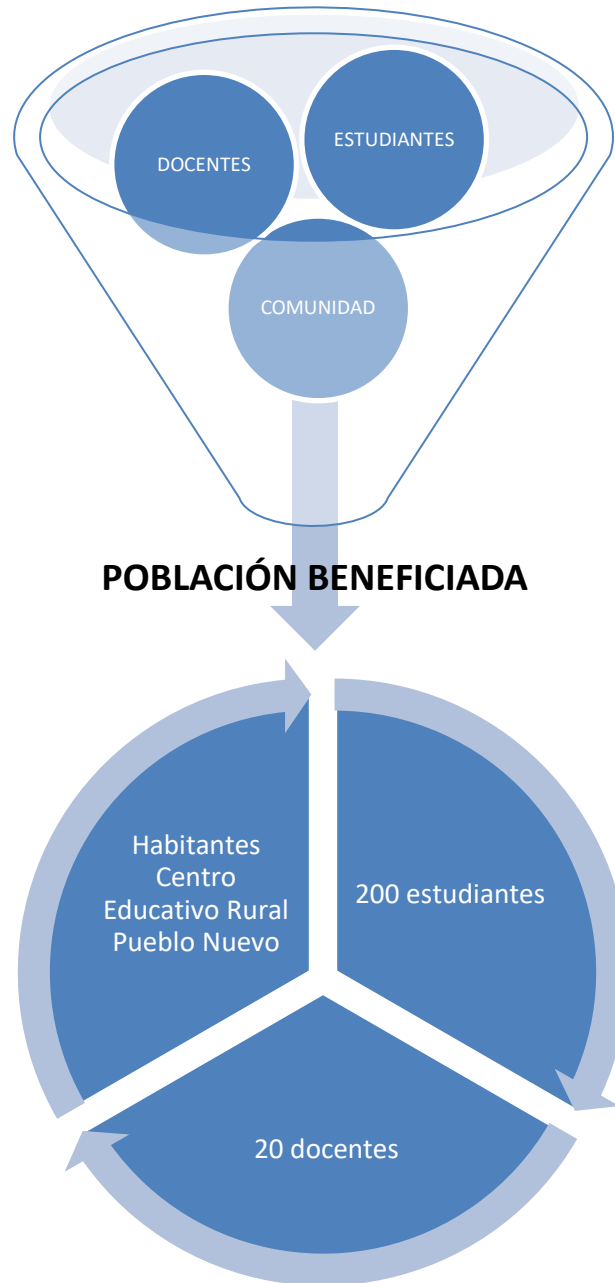 DOCENTES
ESTUDIANTES
COMUNIDAD
POBLACIÓN BENEFICIADA
Habitantes
Centro
Educativo Rural
Pueblo Nuevo
200 estudiantes
20 docentes